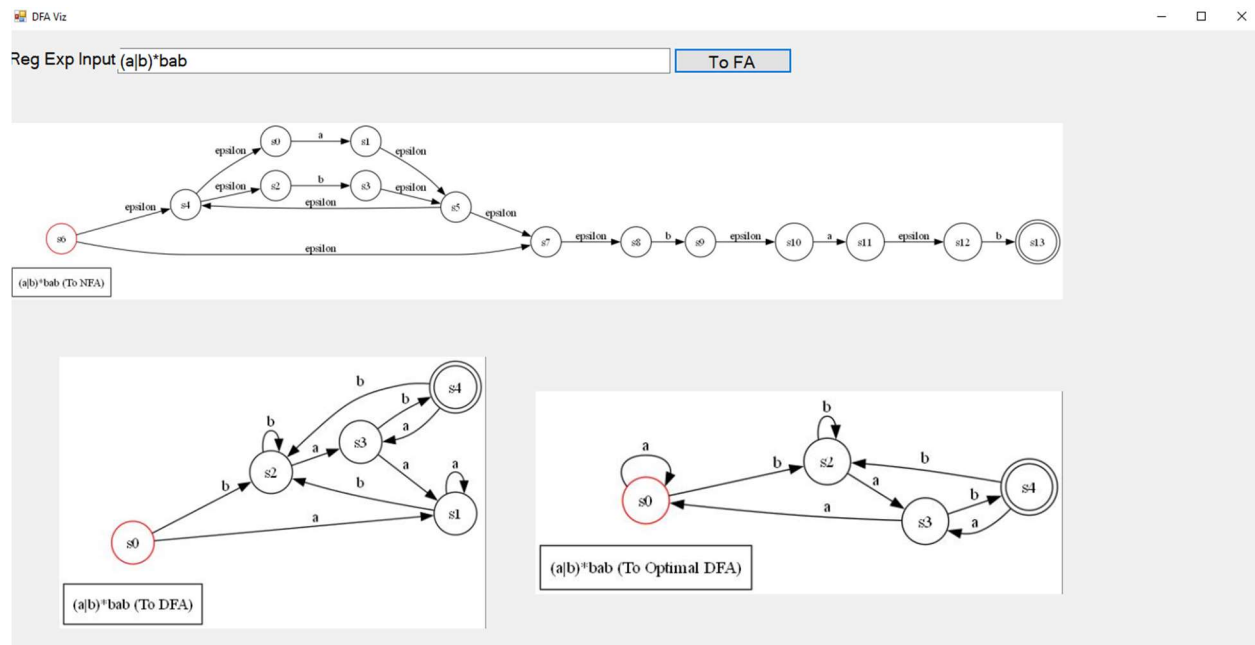 DFA Viz
Reg Exp Input (a|b)*bab To FA
s0 a s1
epsilon epsilon
epsilon s2 b s3 epsilon
epsilon s4 epsilon s5 epsilon
s6 epsilon s7 epsilon s8 b s9 epsilon s10 a s11 epsilon s12 b s13
(a|b)*bab (To NFA)
b s4
b
b s3 a
s2 a a a
b b s1
s0 a
(a|b)*bab (To DFA)
b
a b s2 b
s0 a b s4
a s3 a
(a|b)*bab (To Optimal DFA)